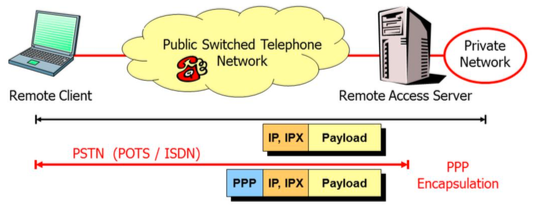 Public Switched Telephone
Network
Private
Network
Remote Client
Remote Access Server
IP, IPX
Payload
PSTN (POTS / ISDN)
PPP
Encapsulation
PPP
IP, IPX
Payload